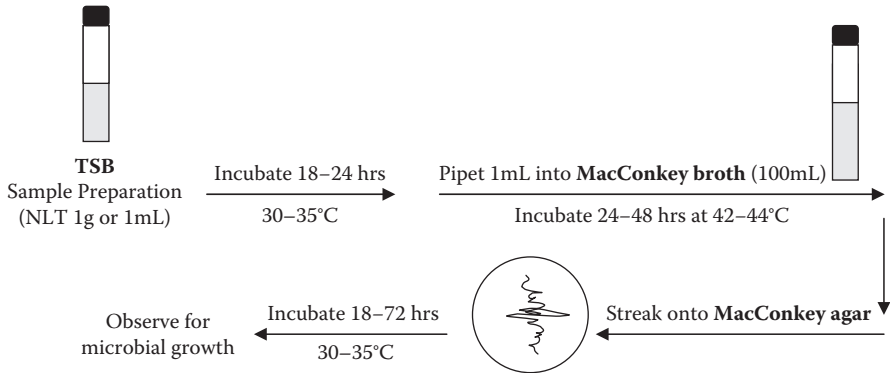 TSB
Sample Preparation
(NLT 1g or 1mL)
Incubate 18–24 hrs
30–35°C
Pipet 1mL into MacConkey broth (100mL)
Incubate 24–48 hrs at 42–44°C
Streak onto MacConkey agar
Incubate 18–72 hrs
30–35°C
Observe for
microbial growth